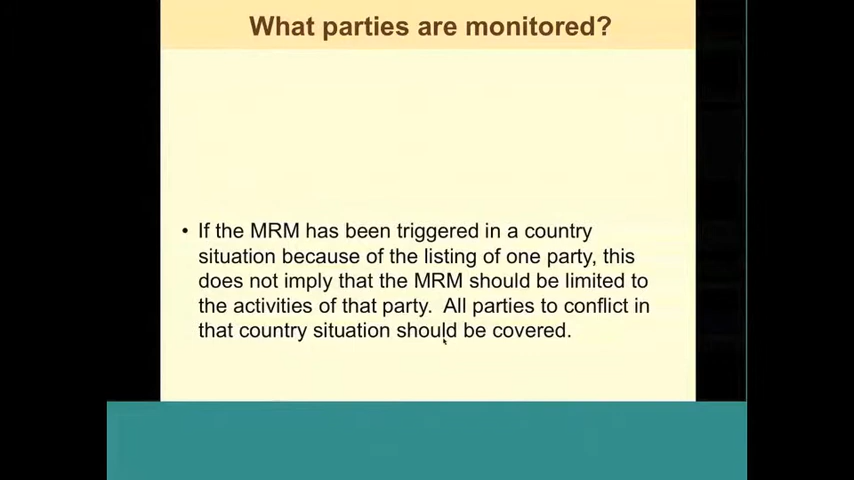 What parties are monitored?
• If the MRM has been triggered in a country
situation because of the listing of one party, this
does not imply that the MRM should be limited to
the activities of that party.  All parties to conflict in
that country situation should be covered.